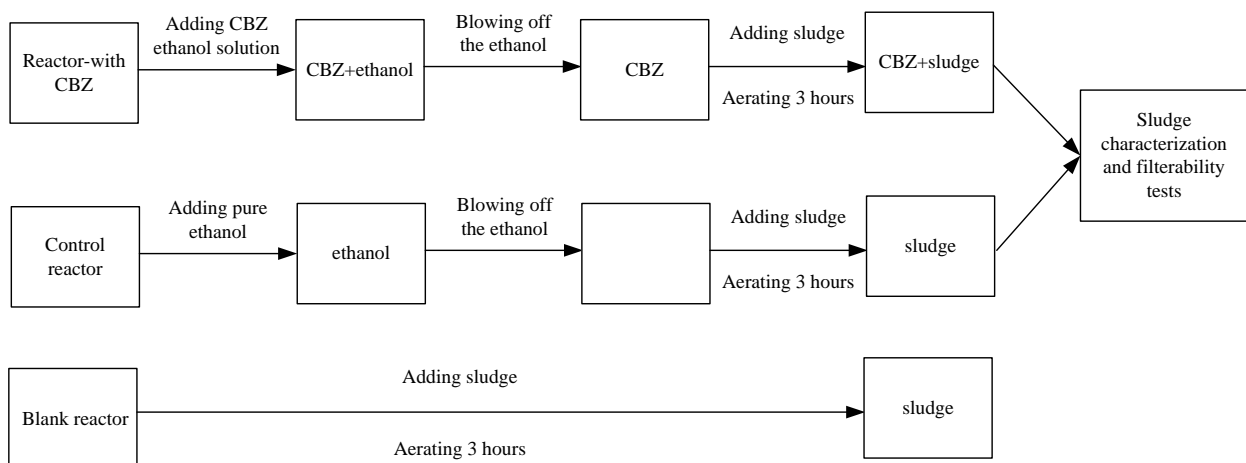 Adding CBZ
ethanol solution
Reactor-with
CBZ
CBZ+ethanol
Blowing off
the ethanol
CBZ
Adding sludge
Aerating 3 hours
CBZ+sludge
Sludge
characterization
and filterability
tests
Control
reactor
Adding pure
ethanol
ethanol
Blowing off
the ethanol
Adding sludge
Aerating 3 hours
sludge
Blank reactor
Adding sludge
Aerating 3 hours
sludge